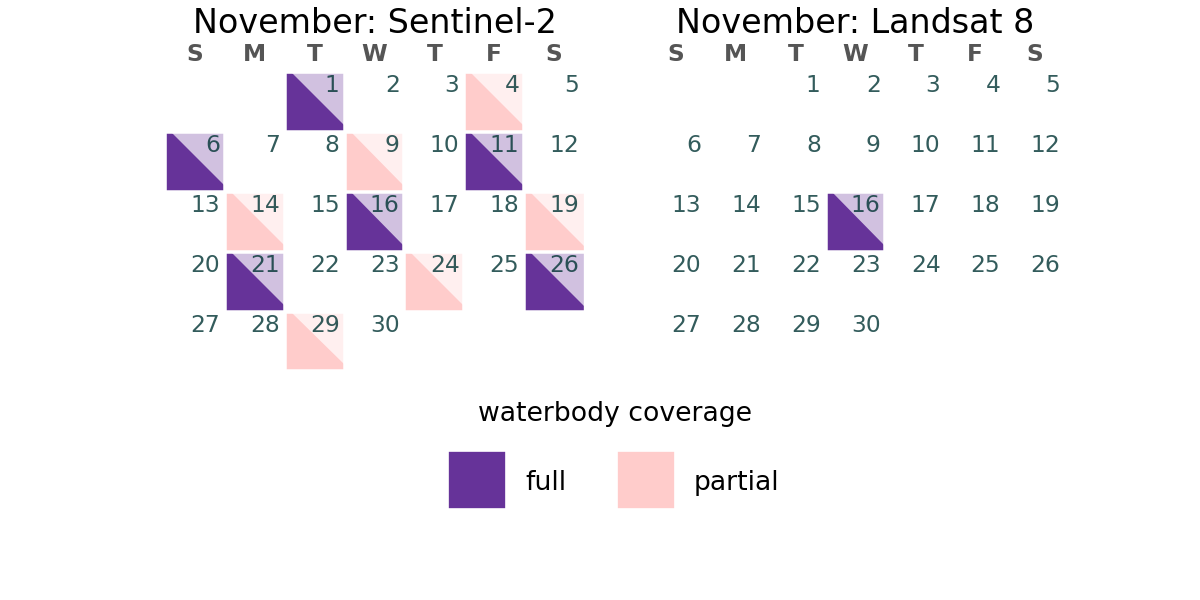 November: Sentinel-2
S M T W T F S
1 2 3 4 5
6 7 8 9 10 11 12
13 14 15 16 17 18 19
20 21 22 23 24 25 26
27 28 29 30
November: Landsat 8
S M T W T F S
1 2 3 4 5
6 7 8 9 10 11 12
13 14 15 16 17 18 19
20 21 22 23 24 25 26
27 28 29 30
waterbody coverage
full partial